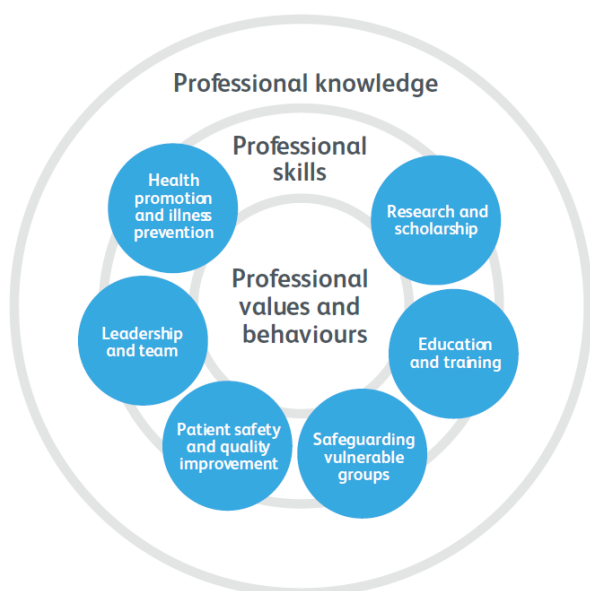 Professional knowledge
Professional
skills
Health
promotion
and illness
prevention
Research and
scholarship
Professional
values and
behaviours
Leadership
and team
Education
and training
Patient safety
and quality
improvement
Safeguarding
vulnerable
groups